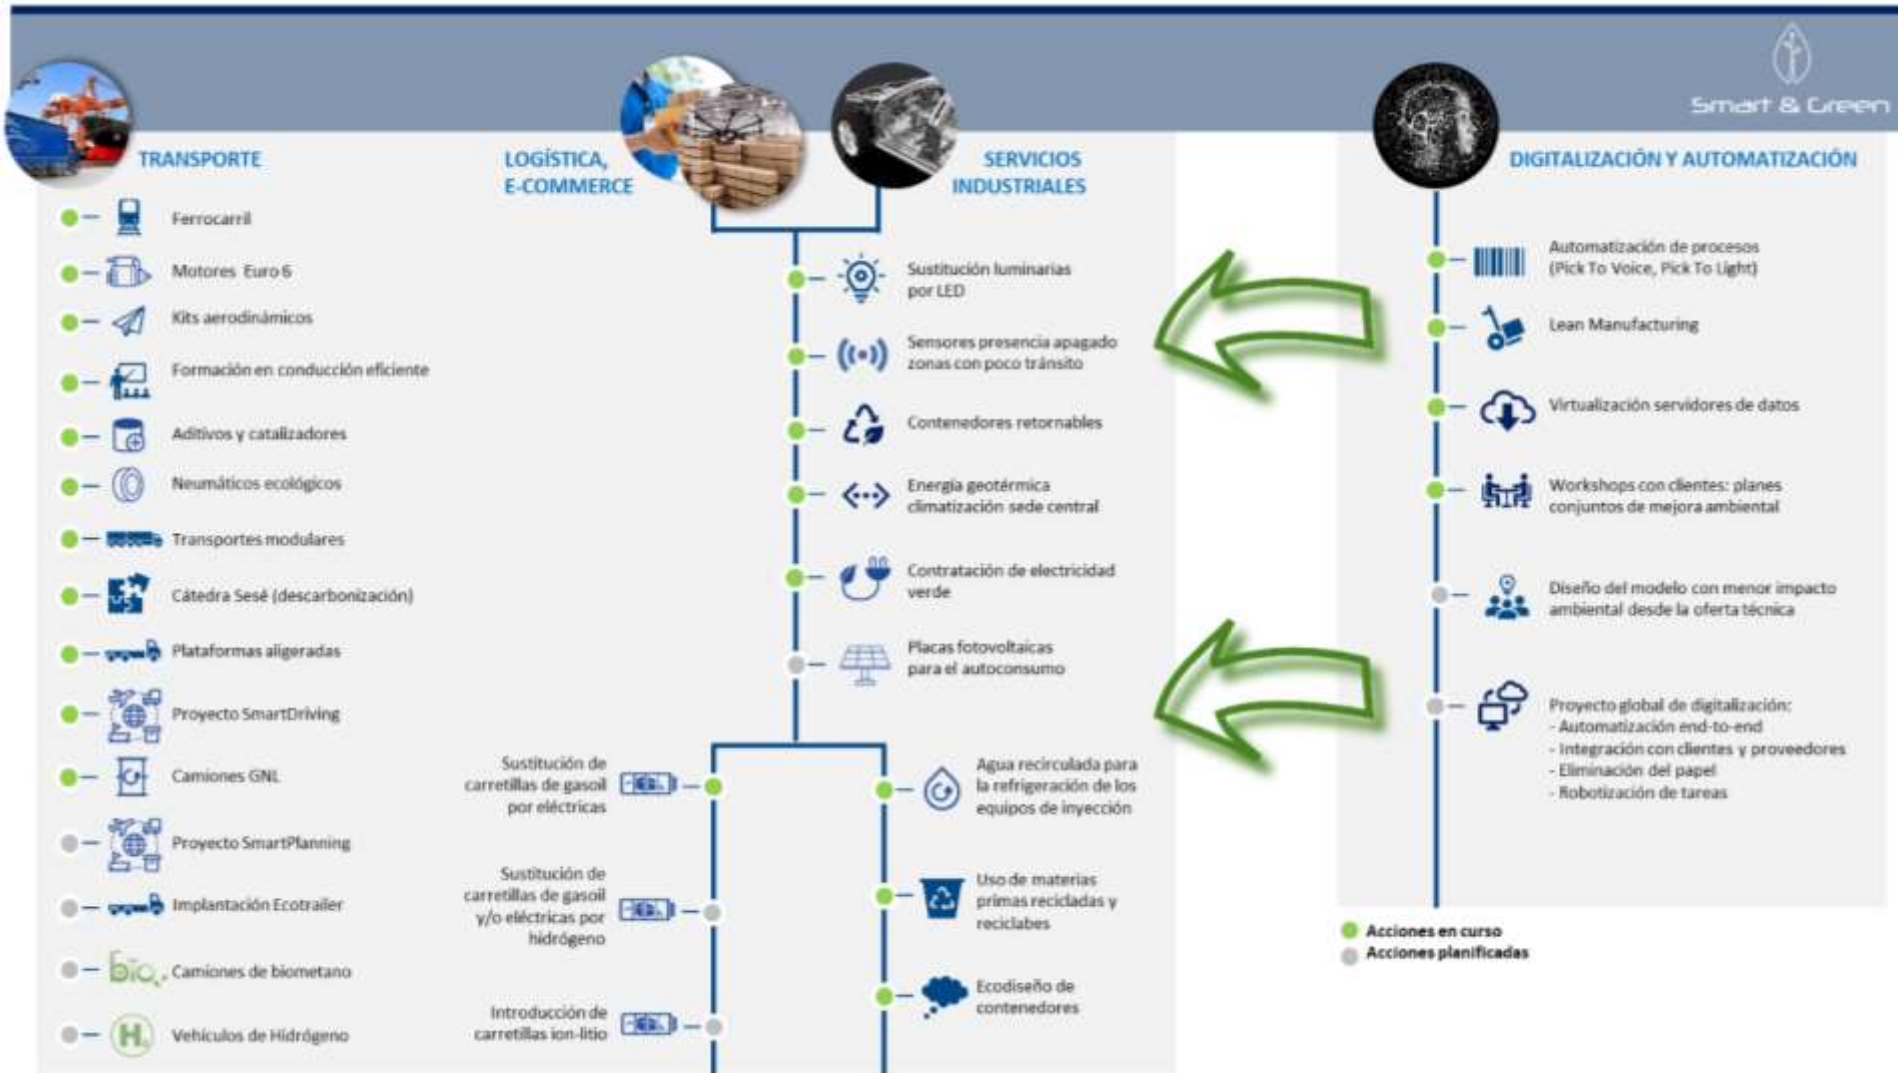 Smart & Green
TRANSPORTE
Ferrocarril
Motores Euro 6
Kits aerodinámicos
Formación en conducción eficiente
Aditivos y catalizadores
Neumáticos ecológicos
Transportes modulares
Cátedra Sesé (descarbonización)
Plataformas aligeradas
Proyecto SmartDriving
Camiones GNL
Proyecto SmartPlanning
Implantación Ecotrailer
bio
Camiones de biometano
H
Vehículos de Hidrógeno
LOGÍSTICA,
E-COMMERCE
SERVICIOS
INDUSTRIALES
Sustitución luminarias
por LED
Sensores presencia apagado
zonas con poco tránsito
Contenedores retornables
Energía geotérmica
climatización sede central
Contratación de electricidad
verde
Placas fotovoltaicas
para el autoconsumo
Sustitución de
carretillas de gasoil
por eléctricas
Sustitución de
carretillas de gasoil
y/o eléctricas por
hidrógeno
Introducción de
carretillas ion-litio
Agua recirculada para
la refrigeración de los
equipos de inyección
Uso de materias
primas recicladas y
reciclabes
Ecodiseño de
contenedores
DIGITALIZACIÓN Y AUTOMATIZACIÓN
Automatización de procesos
(Pick To Voice, Pick To Light)
Lean Manufacturing
Virtualización servidores de datos
Workshops con clientes: planes
conjuntos de mejora ambiental
Diseño del modelo con menor impacto
ambiental desde la oferta técnica
Proyecto global de digitalización:
- Automatización end-to-end
- Integración con clientes y proveedores
- Eliminación del papel
- Robotización de tareas
Acciones en curso
Acciones planificadas